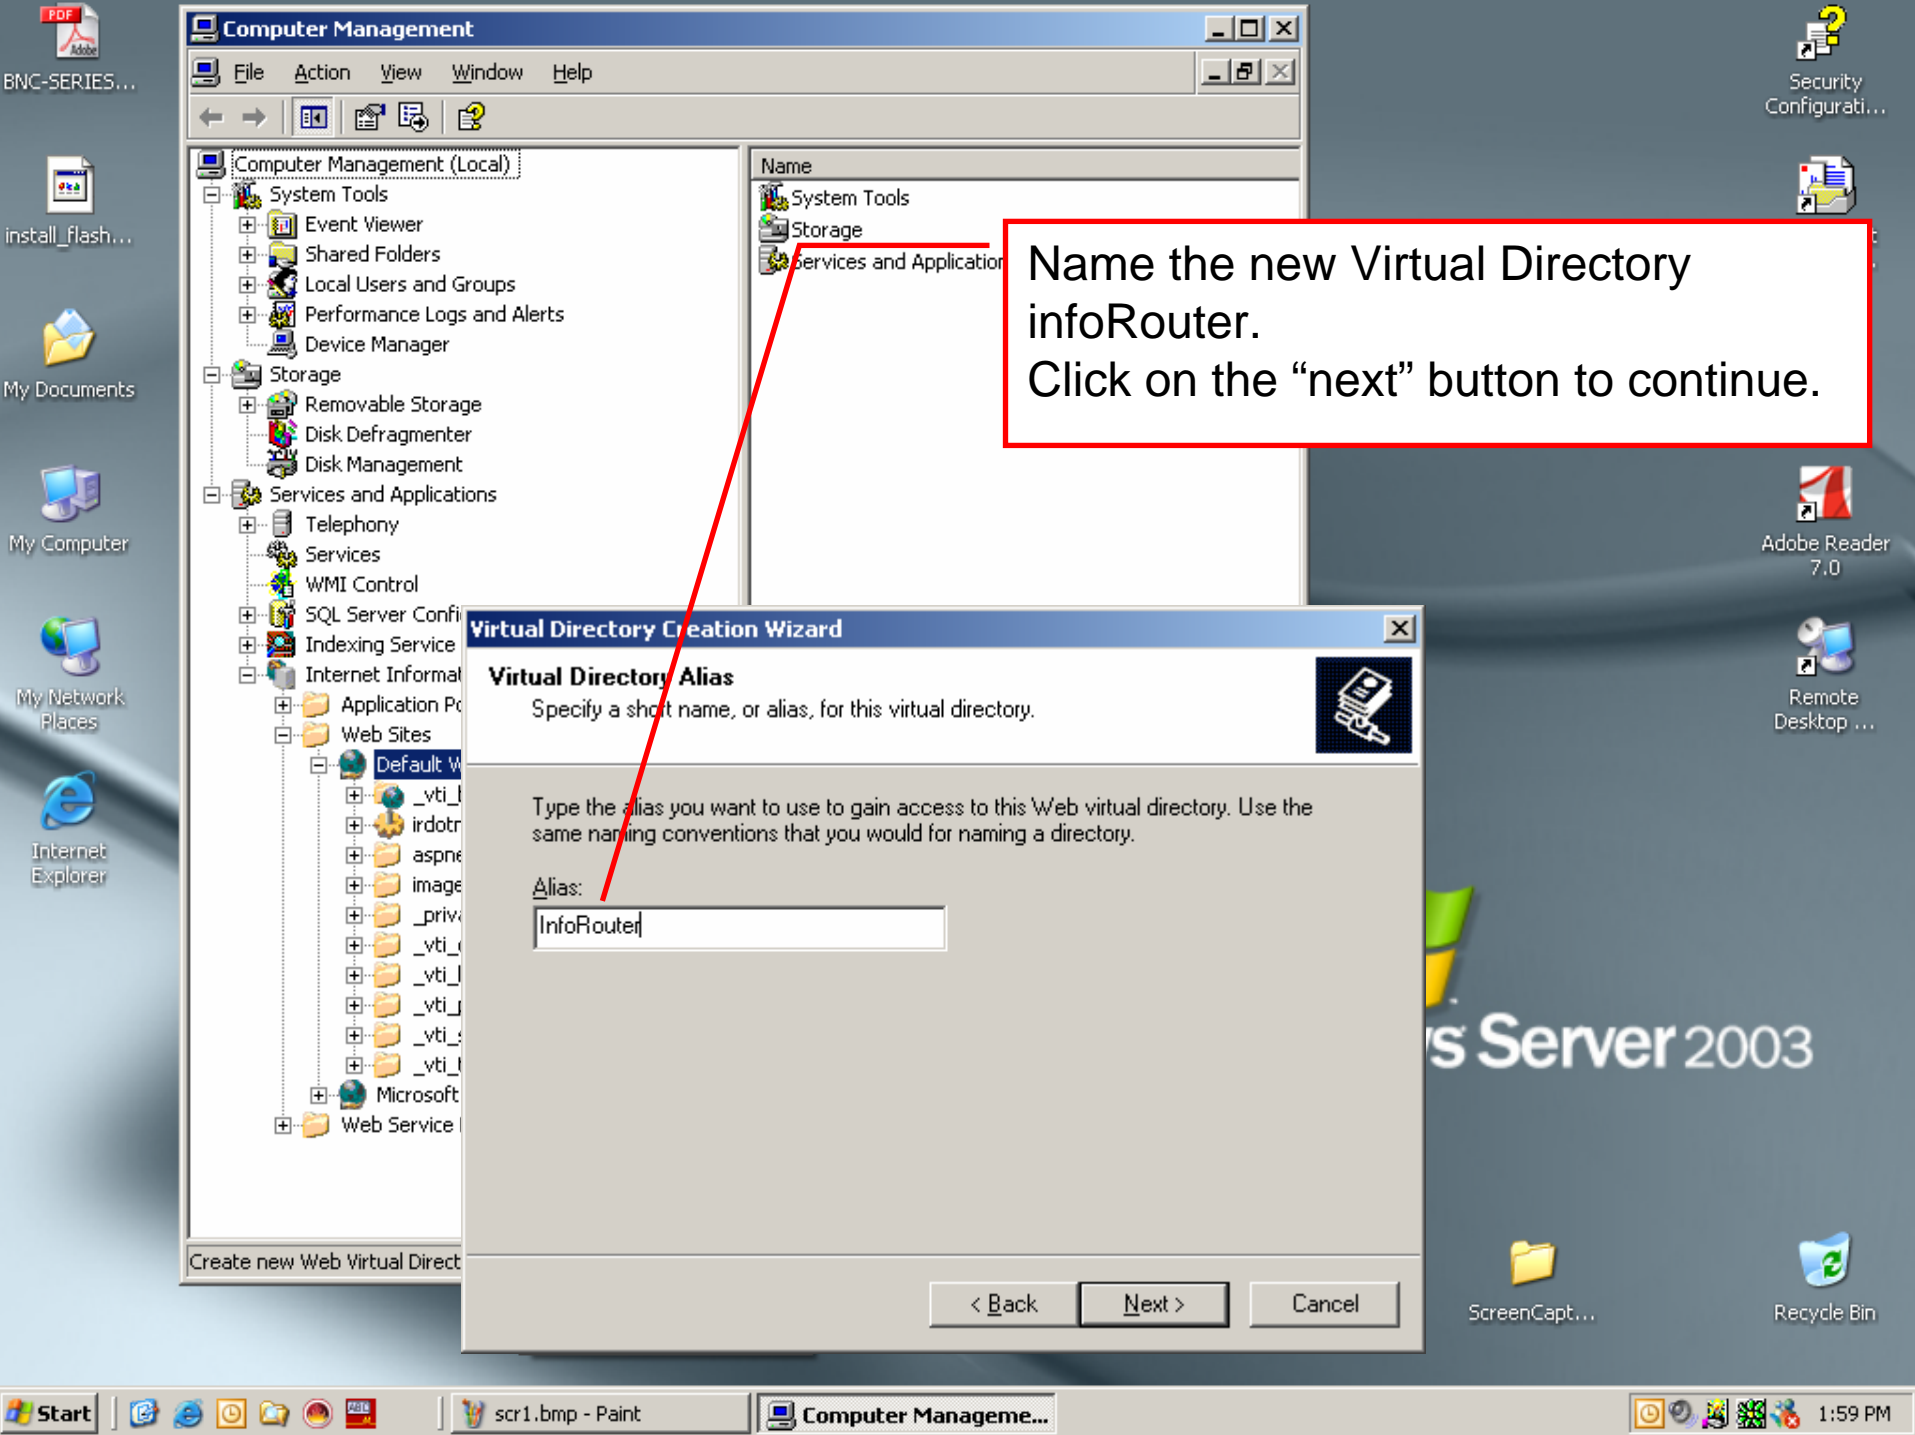 PDF
Adobe
BNC-SERIES...
install_flash...
My Documents
My Computer
My Network
Places
Internet
Explorer
Computer Management
File Action View Window Help
Computer Management (Local)
System Tools
Event Viewer
Shared Folders
Local Users and Groups
Performance Logs and Alerts
Device Manager
Storage
Removable Storage
Disk Defragmenter
Disk Management
Services and Applications
Telephony
Services
WMI Control
SQL Server Confi
Indexing Service
Internet Informat
Application Po
Web Sites
Default W
_vti_
irdotn
aspne
image
_priva
_vti_
_vti_
_vti_p
_vti_s
_vti_
Microsoft
Web Service
Create new Web Virtual Direct
Name
System Tools
Storage
Services and Application
Name the new Virtual Directory
infoRouter.
Click on the “next” button to continue.
Virtual Directory Creation Wizard
Virtual Directory Alias
Specify a short name, or alias, for this virtual directory.
Type the alias you want to use to gain access to this Web virtual directory. Use the
same naming conventions that you would for naming a directory.
Alias:
InfoRouter
< Back Next > Cancel
Security
Configurati...
Adobe Reader
7.0
Remote
Desktop ...
s Server 2003
ScreenCapt...
Recycle Bin
Start
scr1.bmp - Paint
Computer Manageme...
1:59 PM